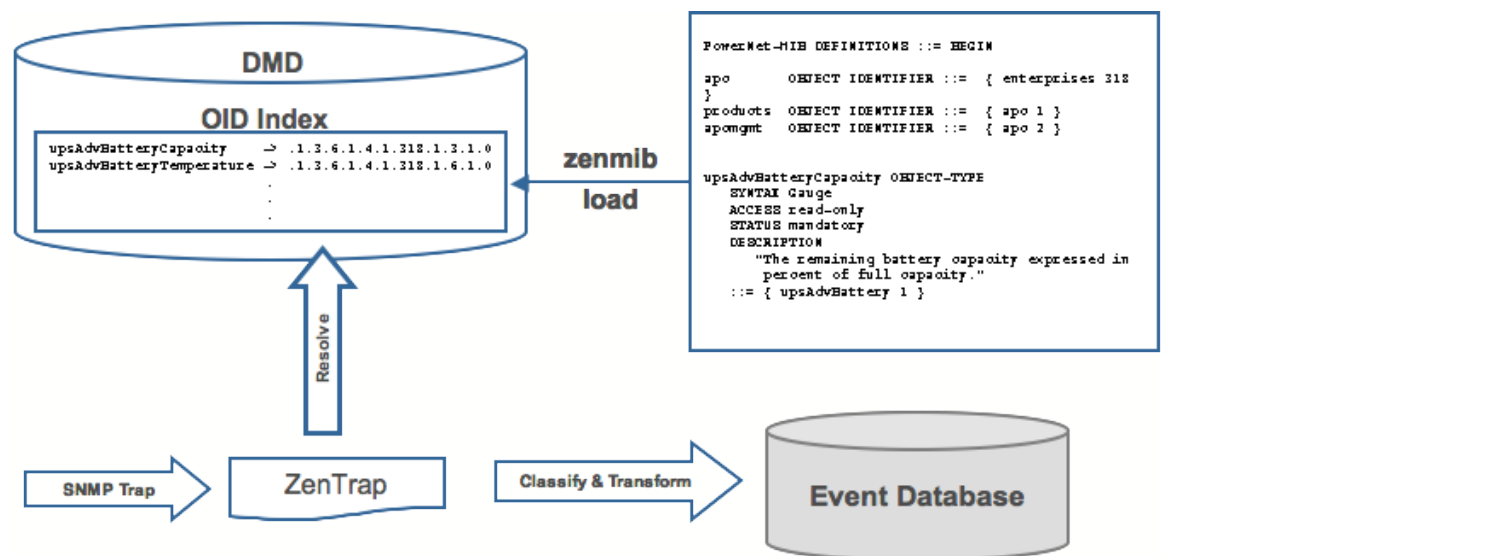 DMD
OID Index
upsAdvBatteryCapacity -> .1.3.6.1.4.1.318.1.3.1.0
upsAdvBatteryTemperature -> .1.3.6.1.4.1.318.1.6.1.0
.
.
.
zenmib
load
PowerNet-MIB DEFINITIONS ::= BEGIN
apc OBJECT IDENTIFIER ::= { enterprises 318
}
products OBJECT IDENTIFIER ::= { apc 1 }
apcmgmt OBJECT IDENTIFIER ::= { apc 2 }
upsAdvBatteryCapacity OBJECT-TYPE
SYNTAX Gauge
ACCESS read-only
STATUS mandatory
DESCRIPTION
"The remaining battery capacity expressed in
percent of full capacity."
::= { upsAdvBattery 1 }
Resolve
SNMP Trap
ZenTrap
Classify & Transform
Event Database